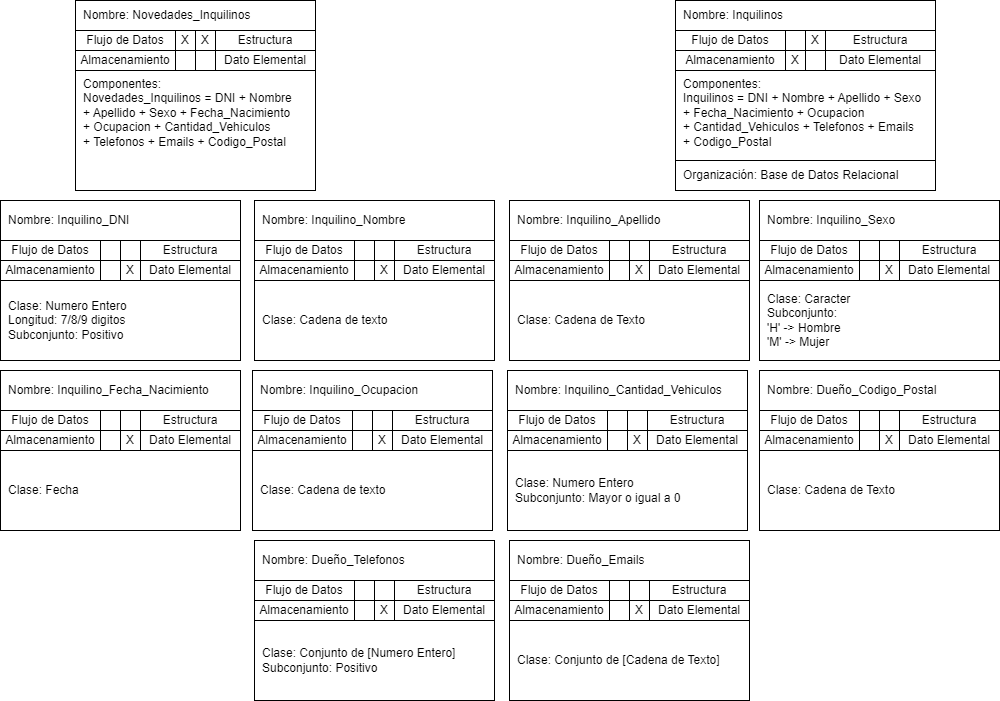 Nombre: Novedades_Inquilinos
Flujo de Datos X X Estructura
Almacenamiento Dato Elemental
Componentes:
Novedades_Inquilinos = DNI + Nombre
+ Apellido + Sexo + Fecha_Nacimiento
+ Ocupacion + Cantidad_Vehiculos
+ Telefonos + Emails + Codigo_Postal
Nombre: Inquilinos
Flujo de Datos X Estructura
Almacenamiento X Dato Elemental
Componentes:
Inquilinos = DNI + Nombre + Apellido + Sexo
+ Fecha_Nacimiento + Ocupacion
+ Cantidad_Vehiculos + Telefonos + Emails
+ Codigo_Postal
Organización: Base de Datos Relacional
Nombre: Inquilino_DNI
Flujo de Datos Estructura
Almacenamiento X Dato Elemental
Clase: Numero Entero
Longitud: 7/8/9 digitos
Subconjunto: Positivo
Nombre: Inquilino_Nombre
Flujo de Datos Estructura
Almacenamiento X Dato Elemental
Clase: Cadena de texto
Nombre: Inquilino_Apellido
Flujo de Datos Estructura
Almacenamiento X Dato Elemental
Clase: Cadena de Texto
Nombre: Inquilino_Sexo
Flujo de Datos Estructura
Almacenamiento X Dato Elemental
Clase: Caracter
Subconjunto:
'H' -> Hombre
'M' -> Mujer
Nombre: Inquilino_Fecha_Nacimiento
Flujo de Datos Estructura
Almacenamiento X Dato Elemental
Clase: Fecha
Nombre: Inquilino_Ocupacion
Flujo de Datos Estructura
Almacenamiento X Dato Elemental
Clase: Cadena de texto
Nombre: Inquilino_Cantidad_Vehiculos
Flujo de Datos Estructura
Almacenamiento X Dato Elemental
Clase: Numero Entero
Subconjunto: Mayor o igual a 0
Nombre: Dueño_Codigo_Postal
Flujo de Datos Estructura
Almacenamiento X Dato Elemental
Clase: Cadena de Texto
Nombre: Dueño_Telefonos
Flujo de Datos Estructura
Almacenamiento X Dato Elemental
Clase: Conjunto de [Numero Entero]
Subconjunto: Positivo
Nombre: Dueño_Emails
Flujo de Datos Estructura
Almacenamiento X Dato Elemental
Clase: Conjunto de [Cadena de Texto]